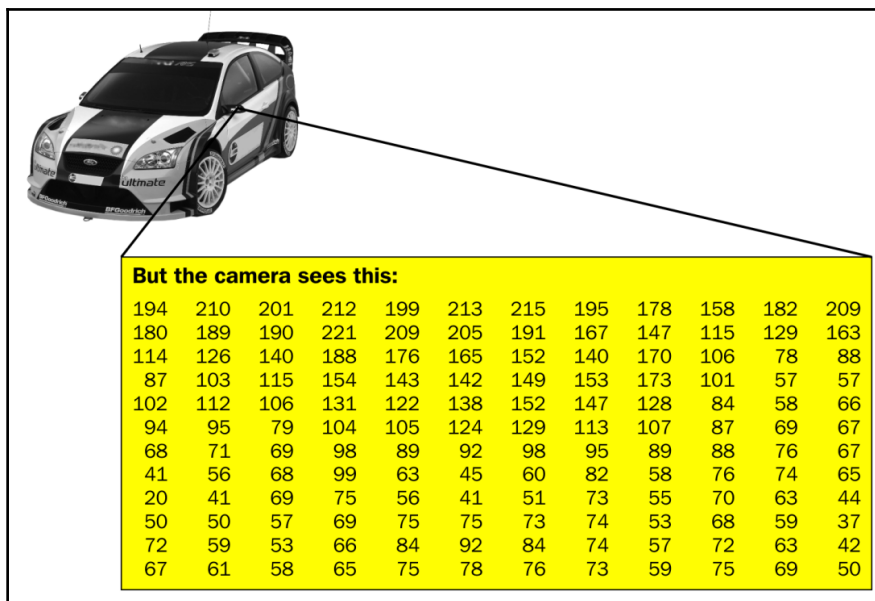 ultimate
ultimate
BFGoodrich
BFGoodrich
But the camera sees this:
194 210 201 212 199 213 215 195 178 158 182 209
180 189 190 221 209 205 191 167 147 115 129 163
114 126 140 188 176 165 152 140 170 106 78 88
87 103 115 154 143 142 149 153 173 101 57 57
102 112 106 131 122 138 152 147 128 84 58 66
94 95 79 104 105 124 129 113 107 87 69 67
68 71 69 98 89 92 98 95 89 88 76 67
41 56 68 99 63 45 60 82 58 76 74 65
20 41 69 75 56 41 51 73 55 70 63 44
50 50 57 69 75 75 73 74 53 68 59 37
72 59 53 66 84 92 84 74 57 72 63 42
67 61 58 65 75 78 76 73 59 75 69 50